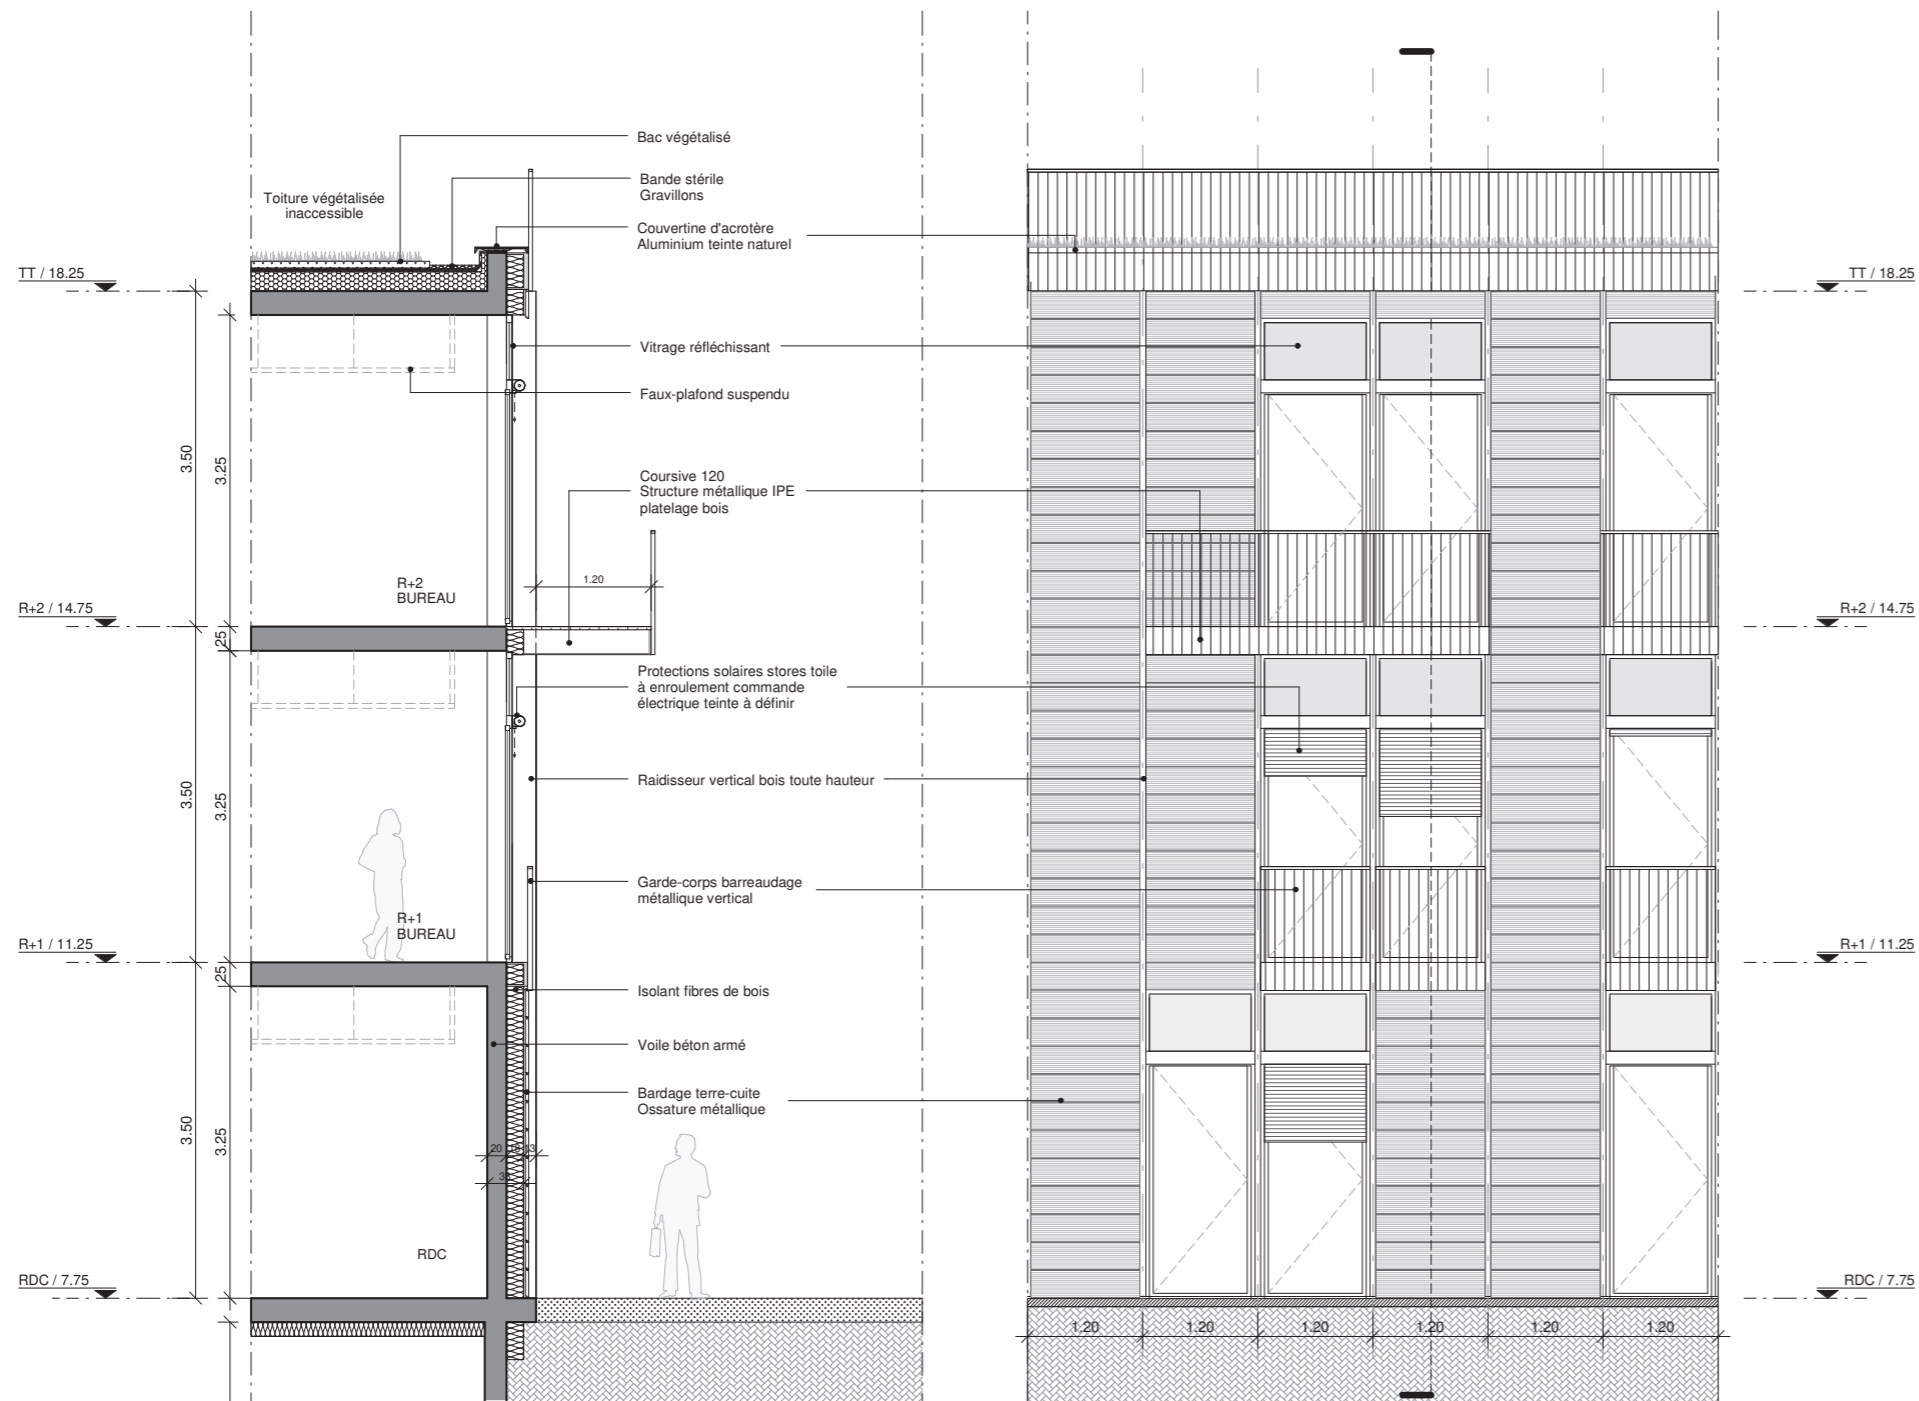 Bac végétalisé
Bande stérile
Gravillons
Toiture végétalisée
inaccessible
Couvertine d'acrotère
Aluminium teinte naturel
TT / 18.25
TT / 18.25
Vitrage réfléchissant
Faux-plafond suspendu
3.50
3.25
Coursive 120
Structure métallique IPE
platelage bois
R+2
BUREAU
1.20
R+2 / 14.75
R+2 / 14.75
25
Protections solaires stores toile
à enroulement commande
électrique teinte à définir
Raidisseur vertical bois toute hauteur
3.50
3.25
Garde-corps barreaudage
métallique vertical
R+1
BUREAU
R+1 / 11.25
R+1 / 11.25
25
Isolant fibres de bois
Voile béton armé
Bardage terre-cuite
Ossature métallique
3.50
3.25
20
RDC
RDC / 7.75
RDC / 7.75
1.20 1.20 1.20 1.20 1.20 1.20